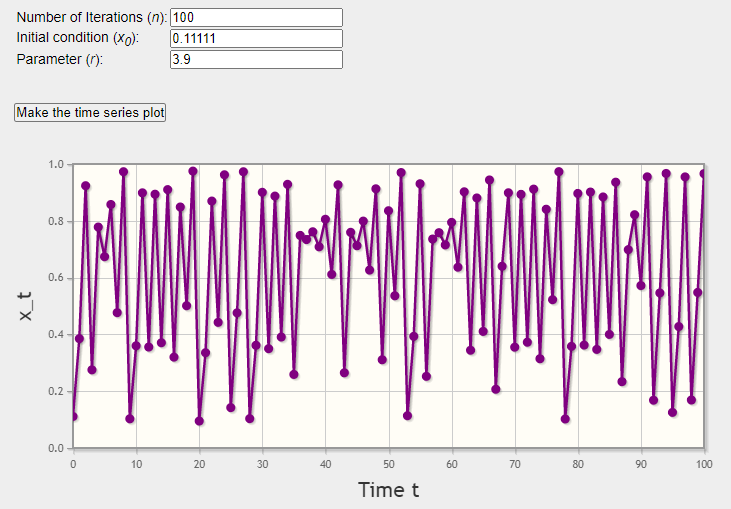 Number of Iterations (n): 100
Initial condition (x0): 0.11111
Parameter (r): 3.9
Make the time series plot
1.0
0.8
0.6
0.4
0.2
0.0
x_t
0 10 20 30 40 50 60 70 80 90 100
Time t